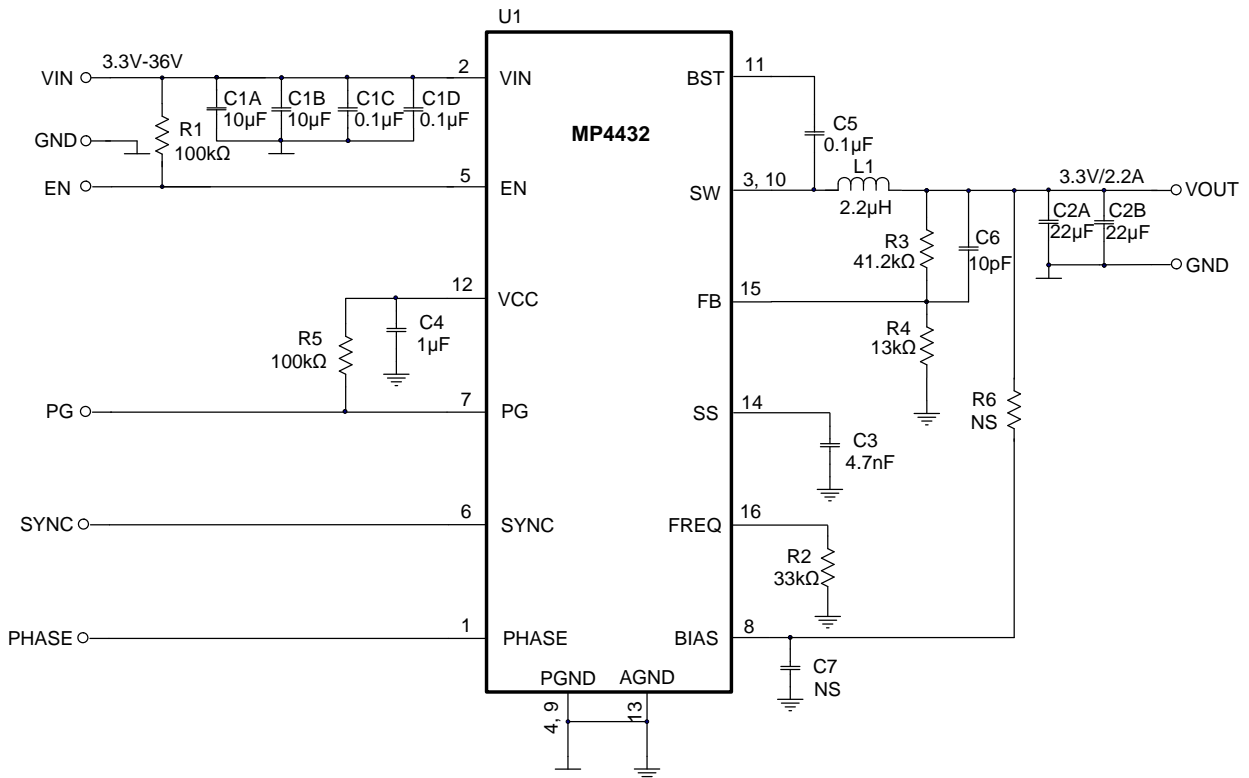 U1
VIN
3.3V-36V
2
VIN
C1A
10µF
C1B
10µF
C1C
0.1µF
C1D
0.1µF
R1
100kΩ
GND
EN
5
EN
MP4432
BST
11
C5
0.1µF
L1
2.2µH
SW
3, 10
3.3V/2.2A
VOUT
C2A
22µF
C2B
22µF
GND
R3
41.2kΩ
C6
10pF
12
VCC
C4
1µF
R5
100kΩ
FB
15
R4
13kΩ
PG
7
PG
SS
14
C3
4.7nF
R6
NS
SYNC
6
SYNC
FREQ
16
R2
33kΩ
PHASE
1
PHASE
BIAS
8
C7
NS
PGND
AGND
4, 9
13